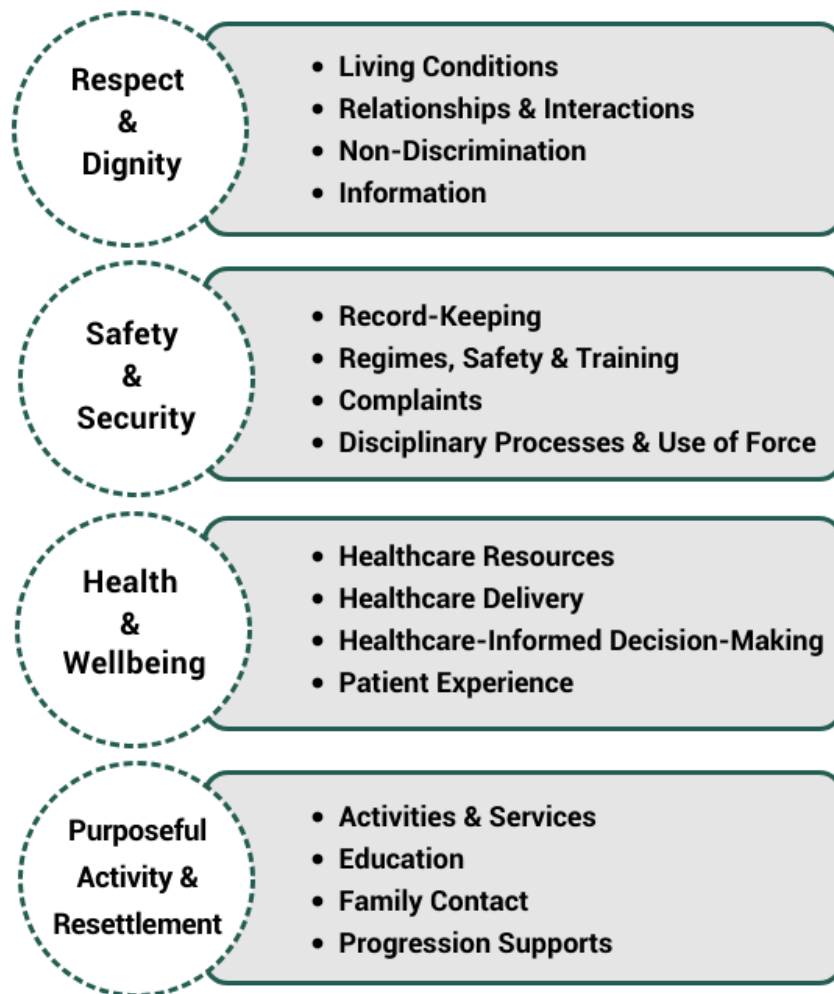 Respect
&
Dignity
• Living Conditions
• Relationships & Interactions
• Non-Discrimination
• Information
Safety
&
Security
• Record-Keeping
• Regimes, Safety & Training
• Complaints
• Disciplinary Processes & Use of Force
Health
&
Wellbeing
• Healthcare Resources
• Healthcare Delivery
• Healthcare-Informed Decision-Making
• Patient Experience
Purposeful
Activity &
Resettlement
• Activities & Services
• Education
• Family Contact
• Progression Supports